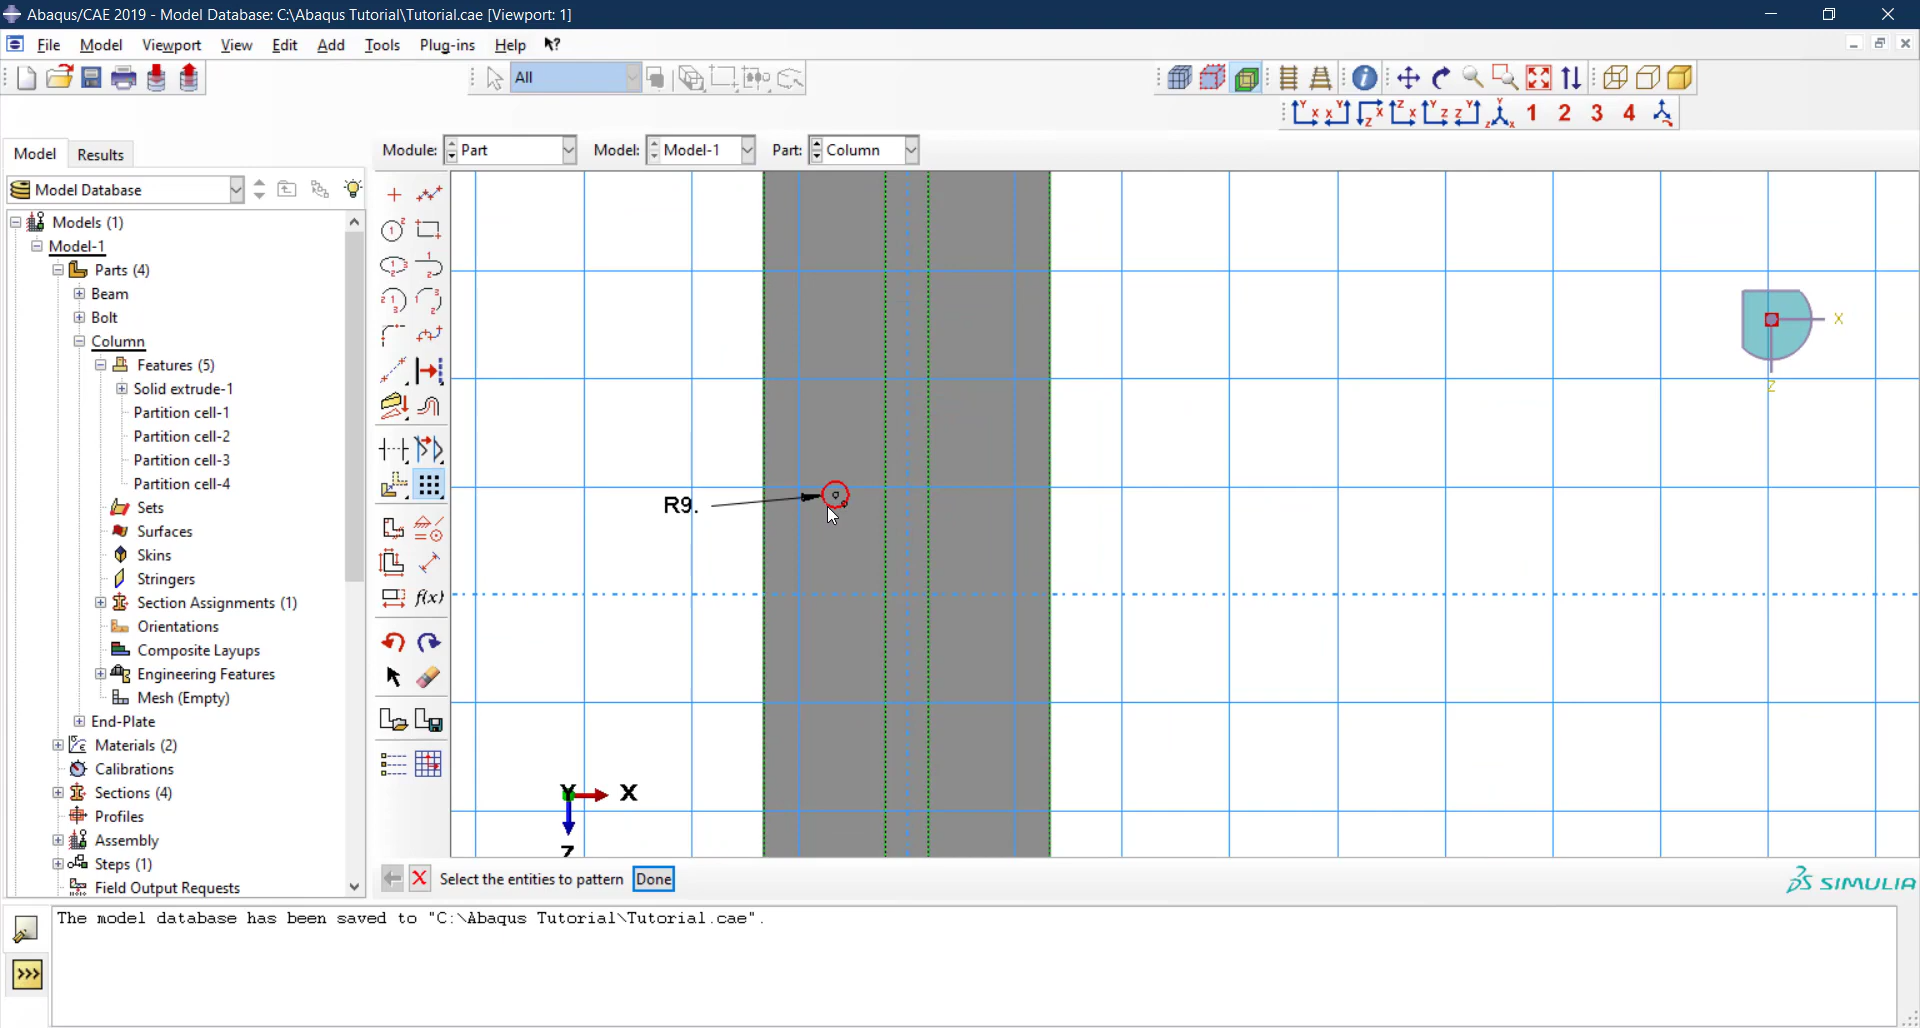 Abaqus/CAE 2019 - Model Database: C:\Abaqus Tutorial\Tutorial.cae [Viewport: 1]
File Model Viewport View Edit Add Tools Plug-ins Help
All
1 2 3 4
Model Results
Module: Part Model: Model-1 Part: Column
Model Database
Models (1)
Model-1
Parts (4)
Beam
Bolt
Column
Features (5)
Solid extrude-1
Partition cell-1
Partition cell-2
Partition cell-3
Partition cell-4
Sets
Surfaces
Skins
Stringers
Section Assignments (1)
Orientations
Composite Layups
Engineering Features
Mesh (Empty)
End-Plate
Materials (2)
Calibrations
Sections (4)
Profiles
Assembly
Steps (1)
Field Output Requests
f(x)
R9.
X
Z
Y X
Z
Select the entities to pattern Done
SIMULIA
The model database has been saved to "C:\Abaqus Tutorial\Tutorial.cae".
>>>